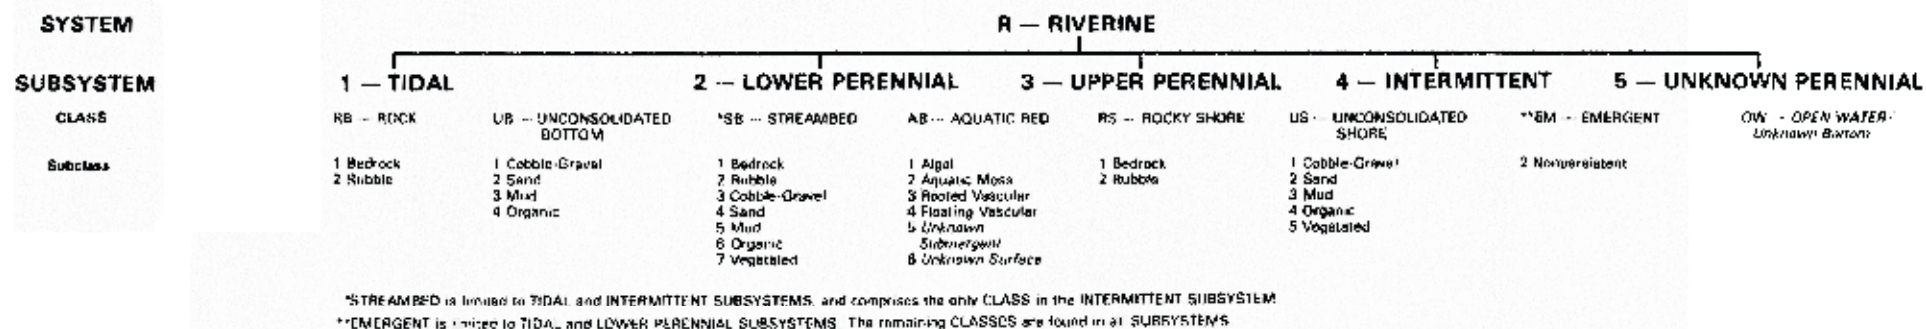 SYSTEM
R — RIVERINE
SUBSYSTEM
1 — TIDAL
2 — LOWER PERENNIAL
3 — UPPER PERENNIAL
4 — INTERMITTENT
5 — UNKNOWN PERENNIAL
CLASS
RB — ROCK
UB — UNCONSOLIDATED
BOTTOM
*SB — STREAMBED
AB — AQUATIC BED
RS — ROCKY SHORE
US — UNCONSOLIDATED
SHORE
**EM — EMERGENT
OW - OPEN WATER-
Unknown Bottom
Subclass
1 Bedrock
2 Rubble
1 Cobble-Gravel
2 Sand
3 Mud
4 Organic
1 Bedrock
2 Rubble
3 Cobble-Gravel
4 Sand
5 Mud
6 Organic
7 Vegetated
1 Algal
2 Aquatic Moss
3 Rooted Vascular
4 Floating Vascular
5 Unknown
Submergent
6 Unknown Surface
1 Bedrock
2 Rubble
1 Cobble-Gravel
2 Sand
3 Mud
4 Organic
5 Vegetated
2 Nonpersistent
*STREAMBED is limited to TIDAL and INTERMITTENT SUBSYSTEMS, and comprises the only CLASS in the INTERMITTENT SUBSYSTEM
**EMERGENT is limited to TIDAL and LOWER PERENNIAL SUBSYSTEMS. The remaining CLASSES are found in all SUBSYSTEMS